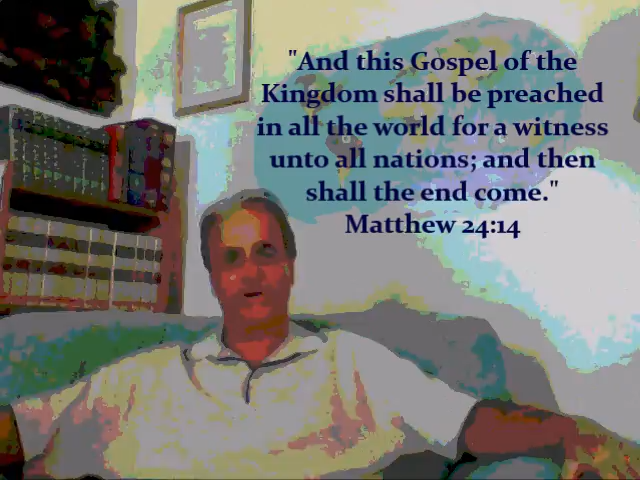 "And this Gospel of the
Kingdom shall be preached
in all the world for a witness
unto all nations; and then
shall the end come."
Matthew 24:14